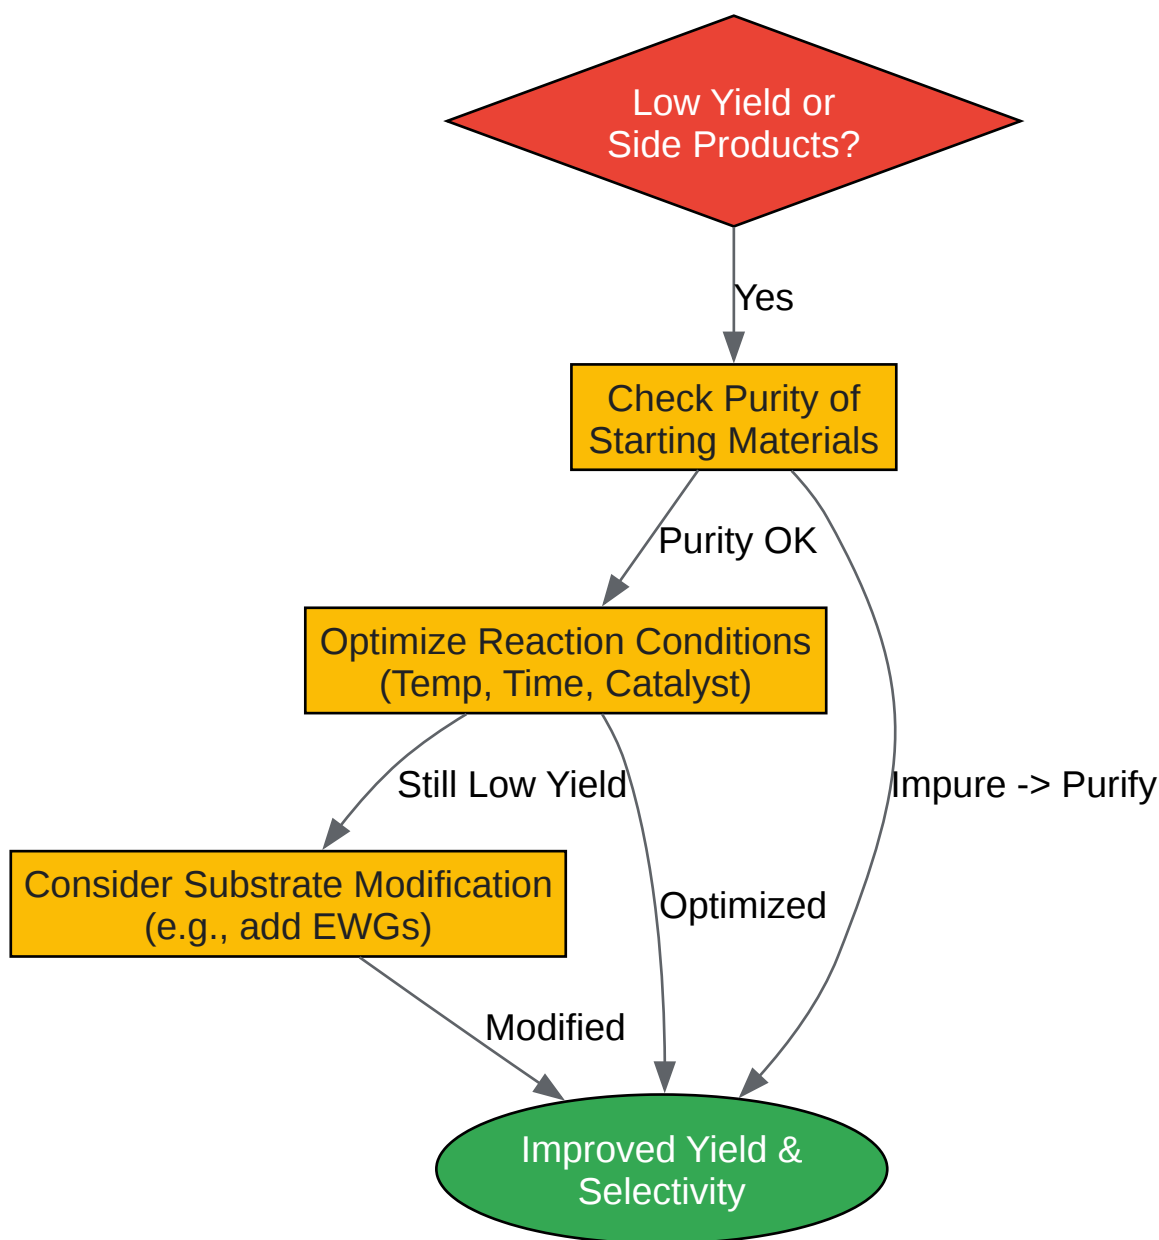 Low Yield or
Side Products?
Yes
Check Purity of
Starting Materials
Purity OK
Optimize Reaction Conditions
(Temp, Time, Catalyst)
Still Low Yield
Impure -> Purify
Consider Substrate Modification
(e.g., add EWGs)
Optimized
Modified
Improved Yield &
Selectivity